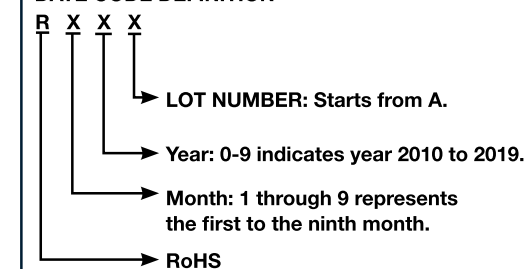 DATE CODE DEFINITION
R X X X
LOT NUMBER: Starts from A.
Year: 0-9 indicates year 2010 to 2019.
Month: 1 through 9 represents
the first to the ninth month.
RoHS